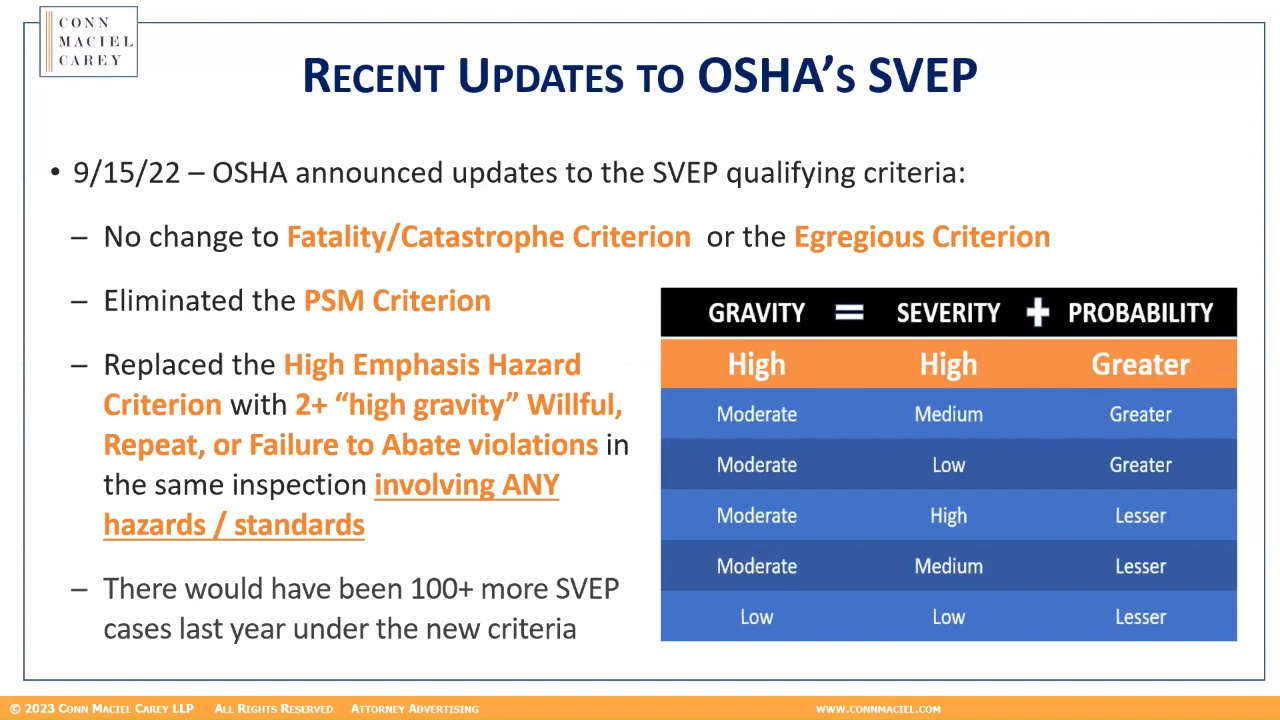 CONN
MACIEL
CAREY
RECENT UPDATES TO OSHA'S SVEP
• 9/15/22 – OSHA announced updates to the SVEP qualifying criteria:
– No change to Fatality/Catastrophe Criterion or the Egregious Criterion
– Eliminated the PSM Criterion
– Replaced the High Emphasis Hazard
Criterion with 2+ “high gravity” Willful,
Repeat, or Failure to Abate violations in
the same inspection involving ANY
hazards / standards
– There would have been 100+ more SVEP
cases last year under the new criteria
GRAVITY = SEVERITY + PROBABILITY
High High Greater
Moderate Medium Greater
Moderate Low Greater
Moderate High Lesser
Moderate Medium Lesser
Low Low Lesser
© 2023 CONN MACIEL CAREY LLP ALL RIGHTS RESERVED ATTORNEY ADVERTISING WWW.CONNMACIEL.COM